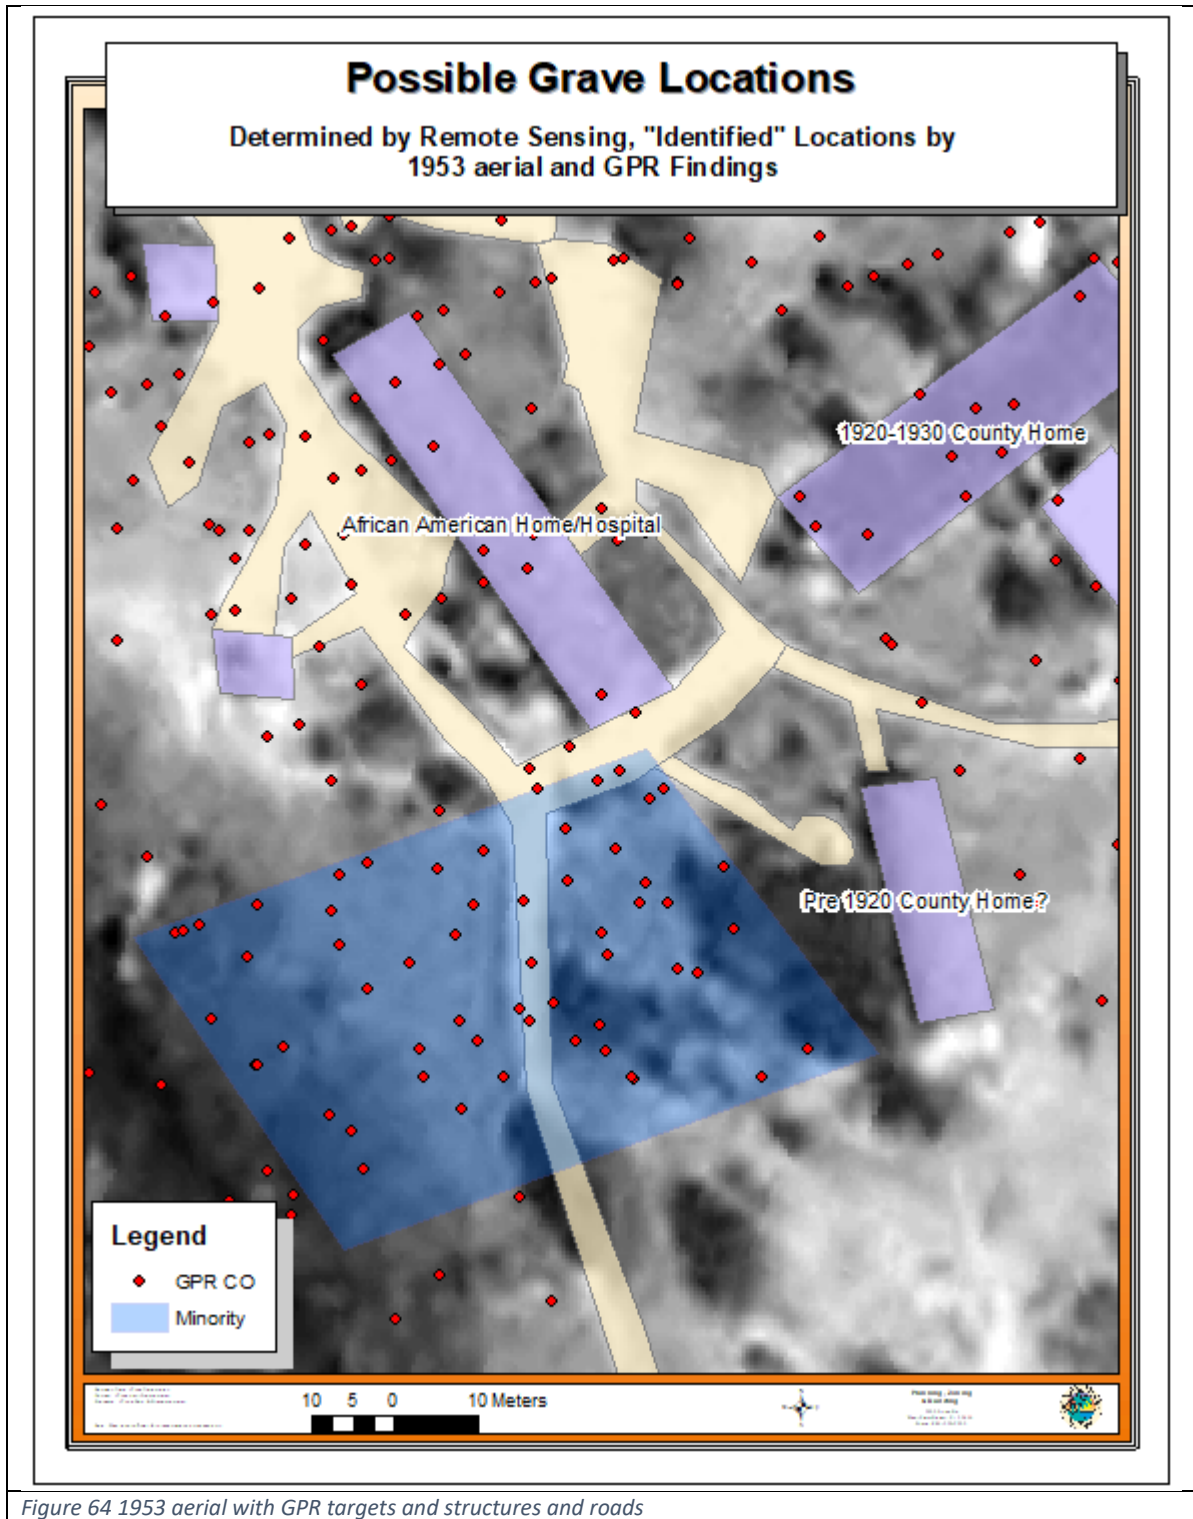 Possible Grave Locations
Determined by Remote Sensing, "Identified" Locations by
1953 aerial and GPR Findings
1920-1930 County Home
African American Home/Hospital
Pre 1920 County Home?
Legend
GPR CO
Minority
10 5 0 10 Meters
Figure 64 1953 aerial with GPR targets and structures and roads